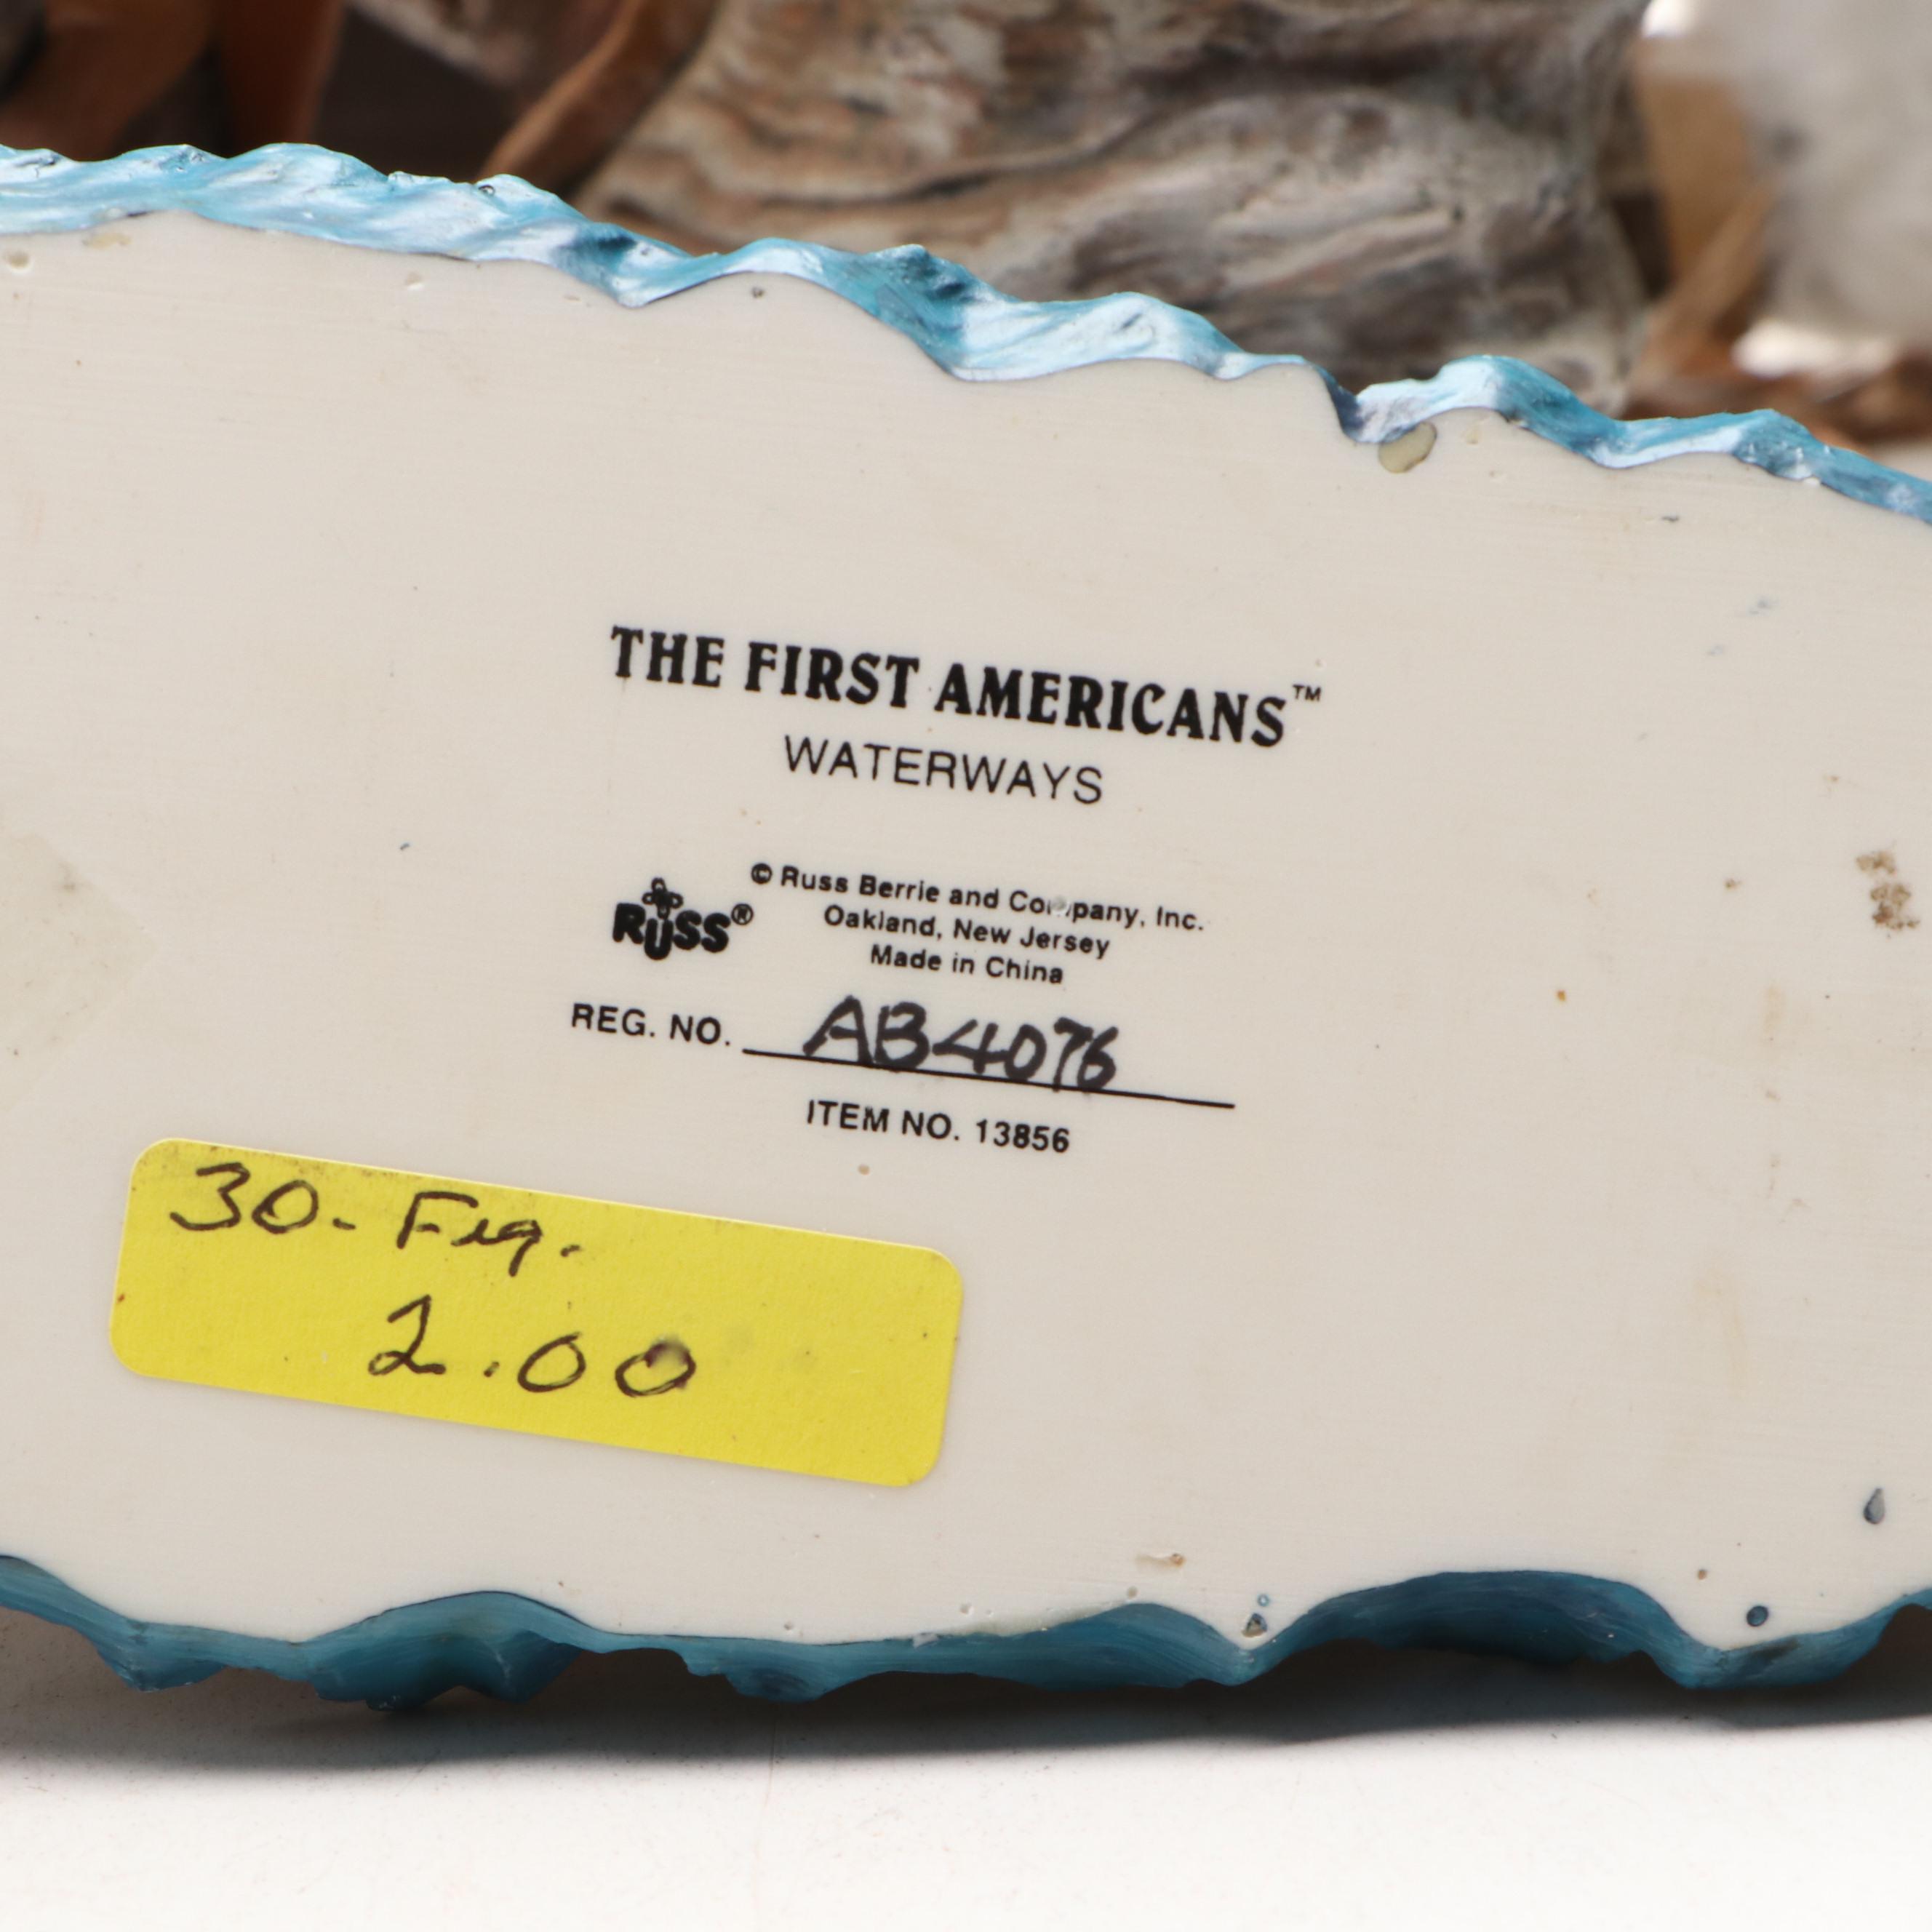 THE FIRST AMERICANS™
WATERWAYS
RUSS®
© Russ Berrie and Company, Inc.
Oakland, New Jersey
Made in China
REG. NO. AB4076
ITEM NO. 13856
30- Fig.
2.00